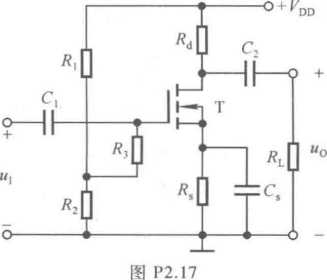 +V_DD
R_d
C_2
R_1
+
C_1
T
+
R_3
u_I
R_L
u_O
R_2
R_s
C_s
−
−
图 P2.17